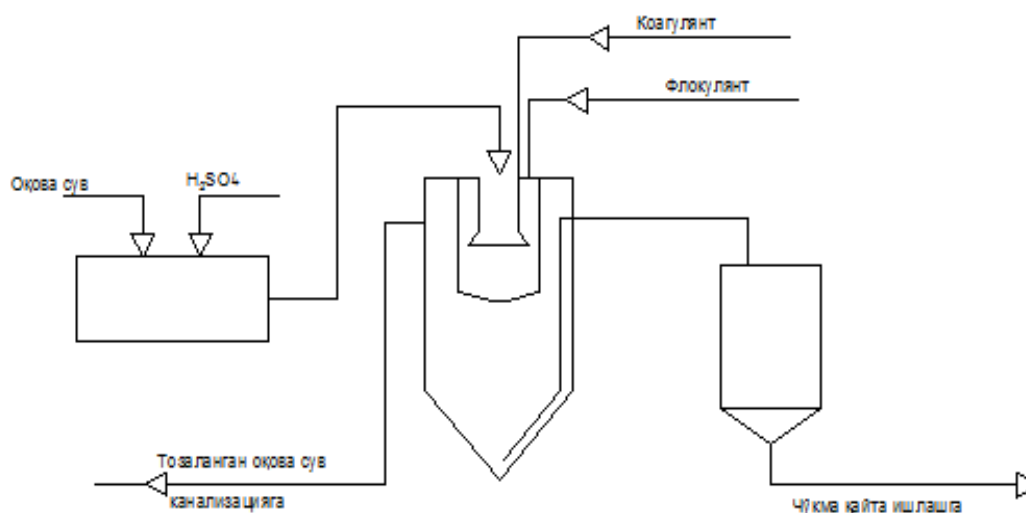 Коагулянт
Флокулянт
Оқова сув
H₂SO4
Тозаланган оқова сув
канализацияга
Чўкма қайта ишлашга